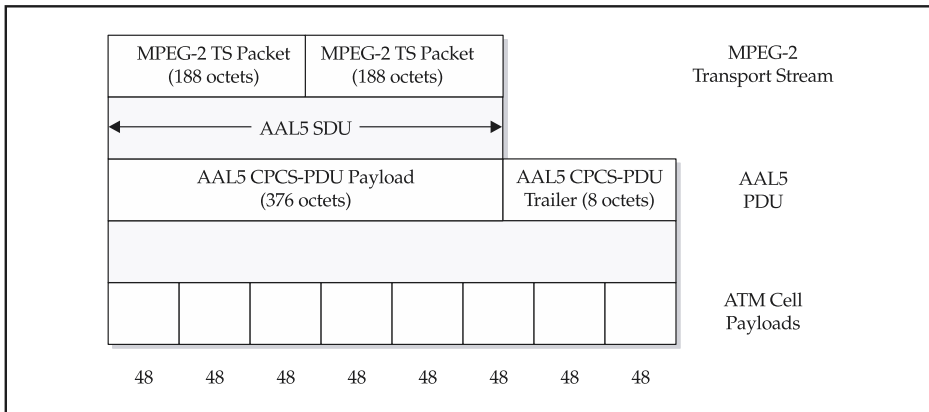 MPEG-2 TS Packet
(188 octets)
MPEG-2 TS Packet
(188 octets)
MPEG-2
Transport Stream
AAL5 SDU
AAL5 CPCS-PDU Payload
(376 octets)
AAL5 CPCS-PDU
Trailer (8 octets)
AAL5
PDU
ATM Cell
Payloads
48 48 48 48 48 48 48 48